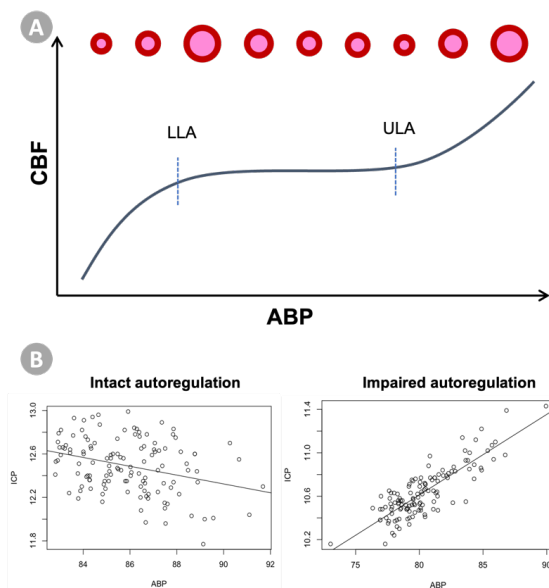 A
LLA
ULA
CBF
ABP
B
Intact autoregulation
Impaired autoregulation
13.0
12.6
12.2
11.8
ICP
84
86
88
90
92
ABP
11.4
11.0
10.6
10.2
ICP
75
80
85
90
ABP